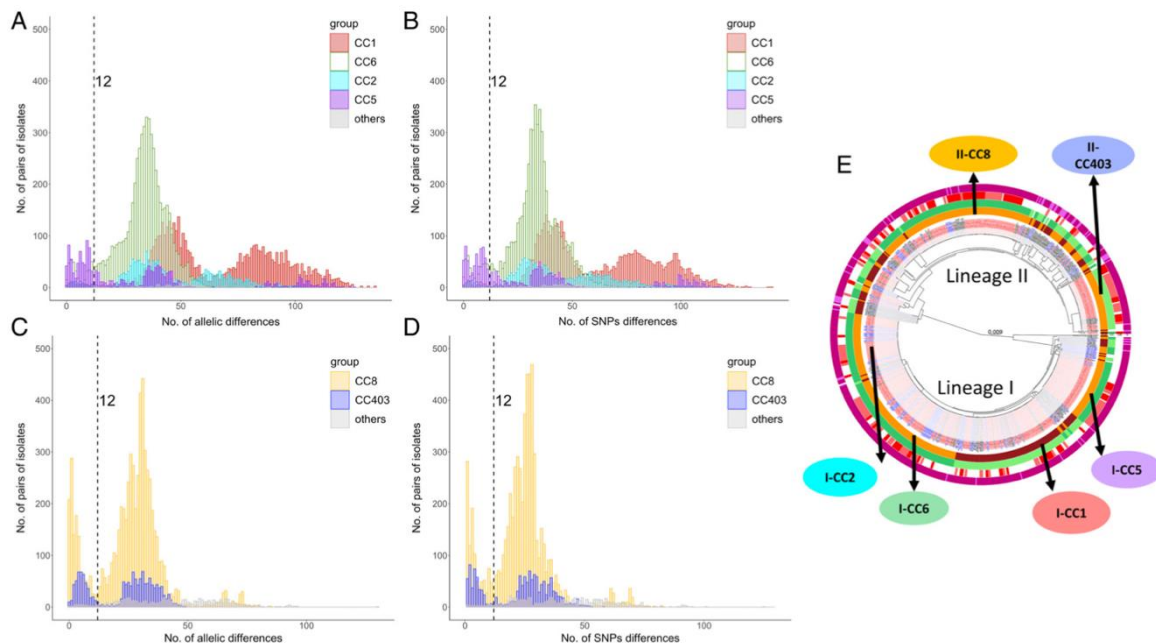 A
500
400
300
200
100
0
No. of pairs of isolates
12
group
CC1
CC6
CC2
CC5
others
0
50
100
No. of allelic differences
B
500
400
300
200
100
0
No. of pairs of isolates
12
group
CC1
CC6
CC2
CC5
others
0
50
100
No. of SNPs differences
C
500
400
300
200
100
0
No. of pairs of isolates
12
group
CC8
CC403
others
0
50
100
No. of allelic differences
D
500
400
300
200
100
0
No. of pairs of isolates
12
group
CC8
CC403
others
0
50
100
No. of SNPs differences
E
II-CC8
II-
CC403
Lineage II
0.009
Lineage I
I-CC2
I-CC6
I-CC1
I-CC5